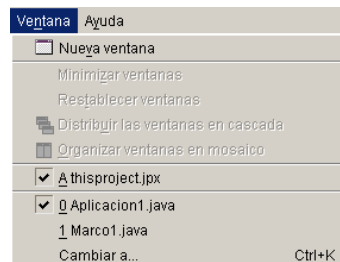 Ventana Ayuda
Nueva ventana
Minimizar ventanas
Restablecer ventanas
Distribuir las ventanas en cascada
Organizar ventanas en mosaico
A thisproject.jpx
0 Aplicacion1.java
1 Marco1.java
Cambiar a... Ctrl+K